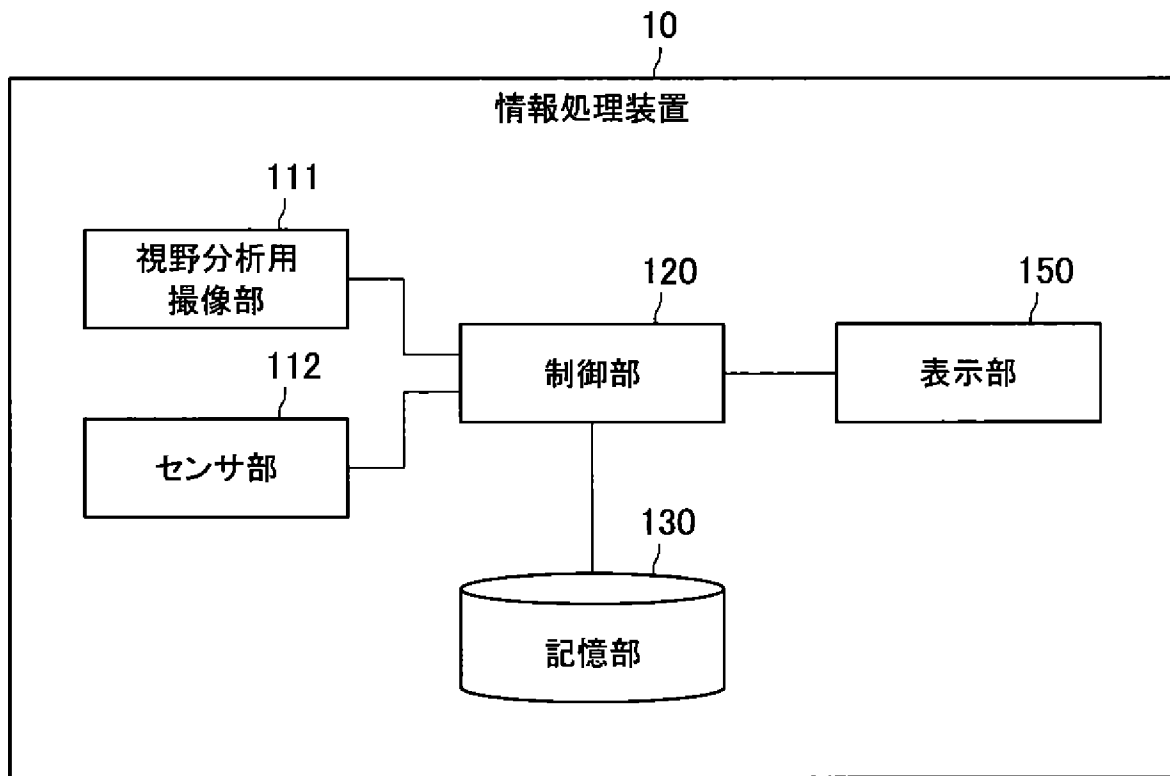 10
情報処理装置
111
視野分析用
撮像部
112
センサ部
120
制御部
130
記憶部
150
表示部